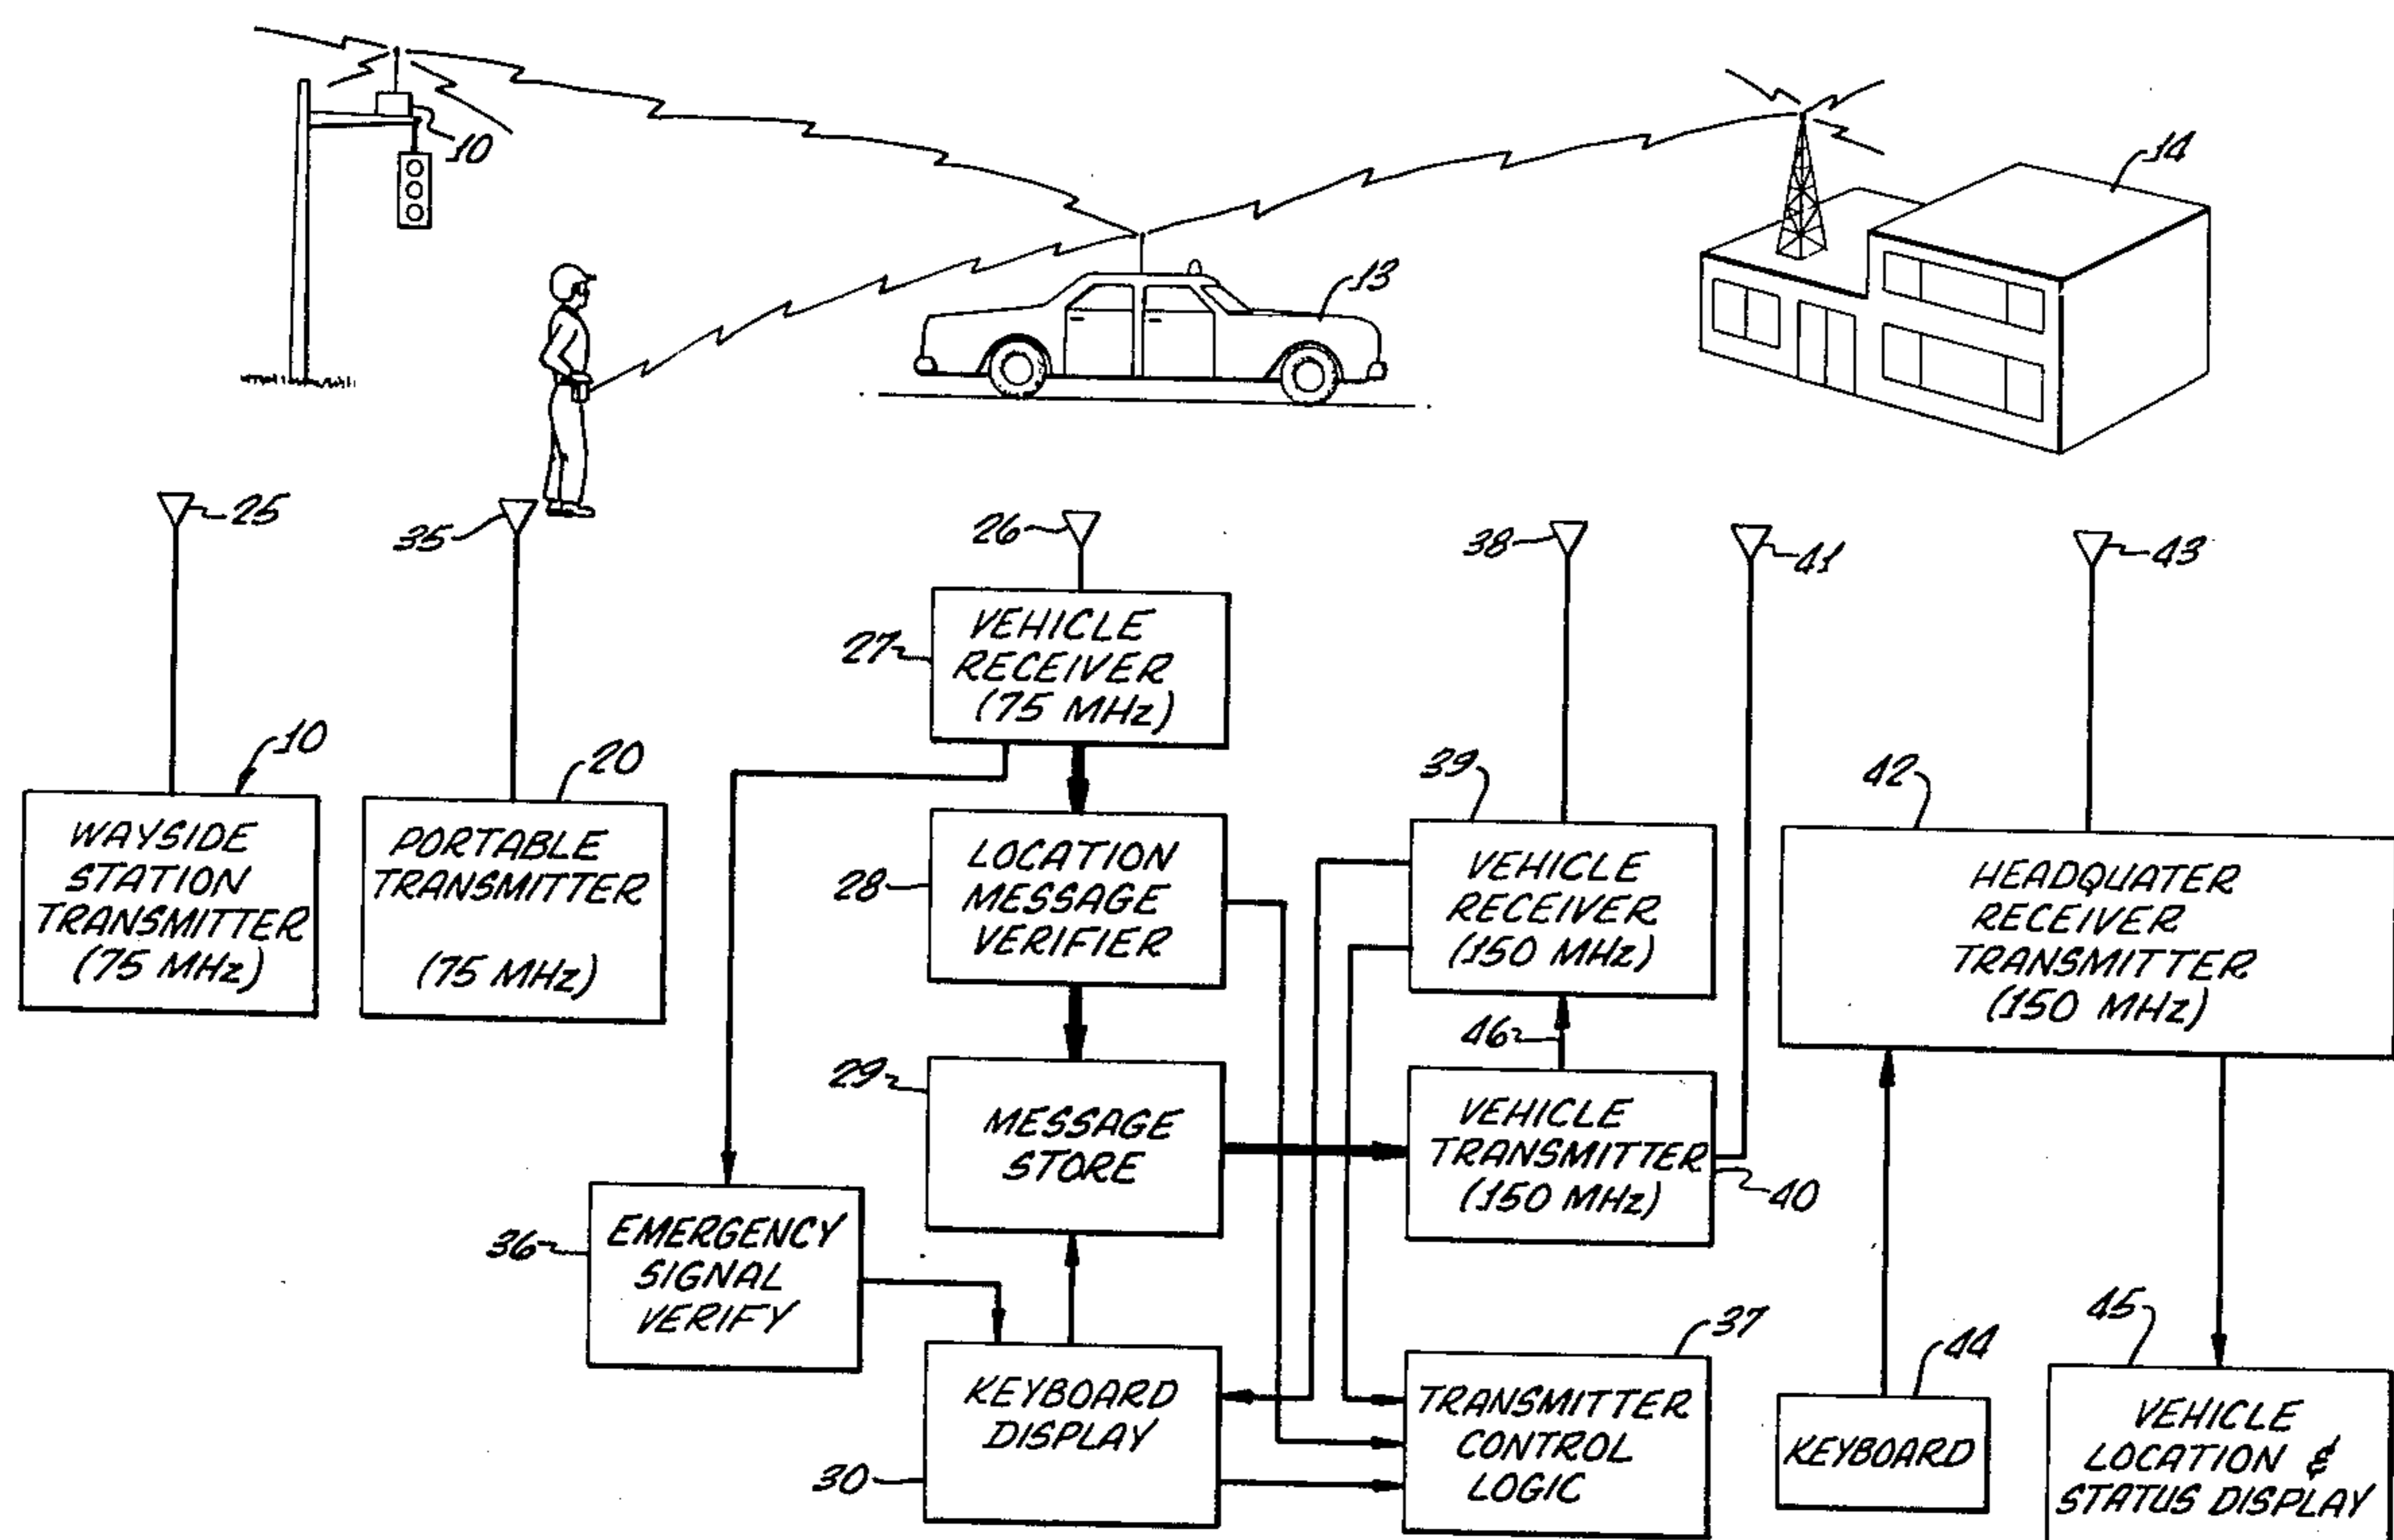 10
14
13
25
35
26
38
41
43
27
VEHICLE
RECEIVER
(75 MHz)
10
WAYSIDE
STATION
TRANSMITTER
(75 MHz)
20
PORTABLE
TRANSMITTER
(75 MHz)
28
LOCATION
MESSAGE
VERIFIER
39
VEHICLE
RECEIVER
(150 MHz)
42
HEADQUATER
RECEIVER
TRANSMITTER
(150 MHz)
46
29
MESSAGE
STORE
VEHICLE
TRANSMITTER
(150 MHz)
40
36
EMERGENCY
SIGNAL
VERIFY
30
KEYBOARD
DISPLAY
37
TRANSMITTER
CONTROL
LOGIC
44
KEYBOARD
45
VEHICLE
LOCATION &
STATUS DISPLAY